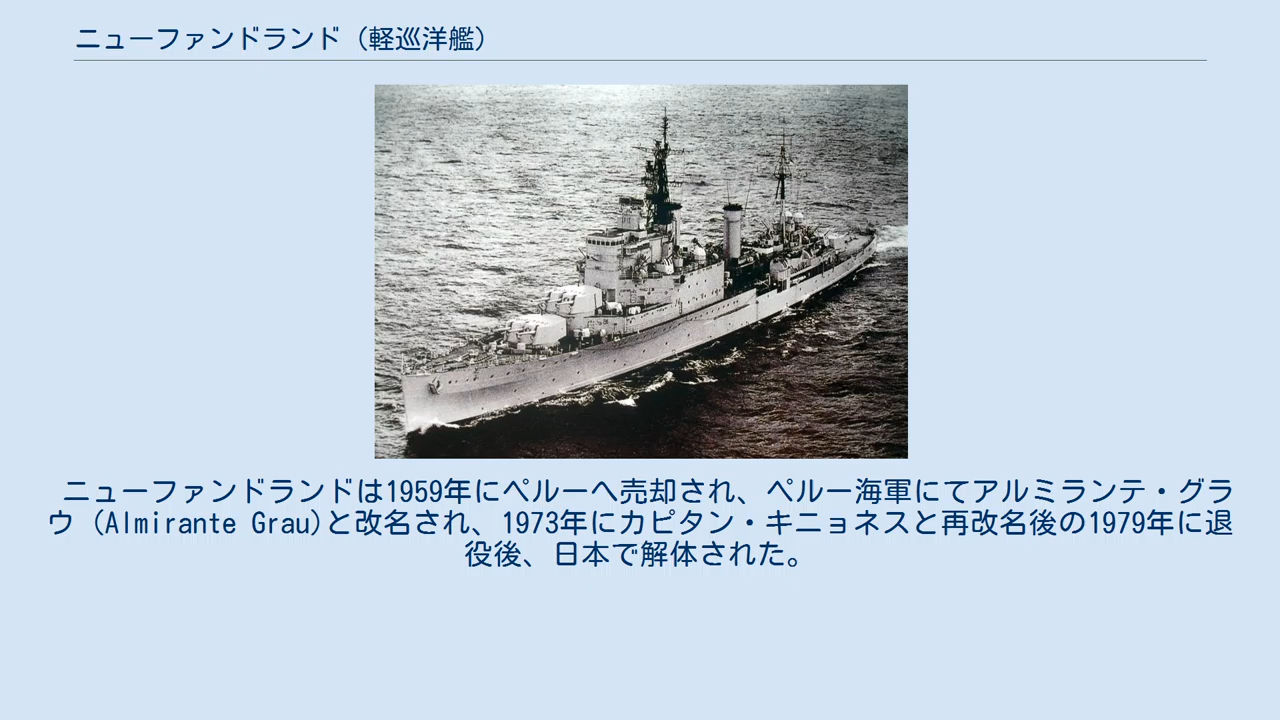 ニューファンドランド（軽巡洋艦）
ニューファンドランドは1959年にペルーへ売却され、ペルー海軍にてアルミランテ・グラ
ウ (Almirante Grau)と改名され、1973年にカピタン・キニョネスと再改名後の1979年に退
役後、日本で解体された。